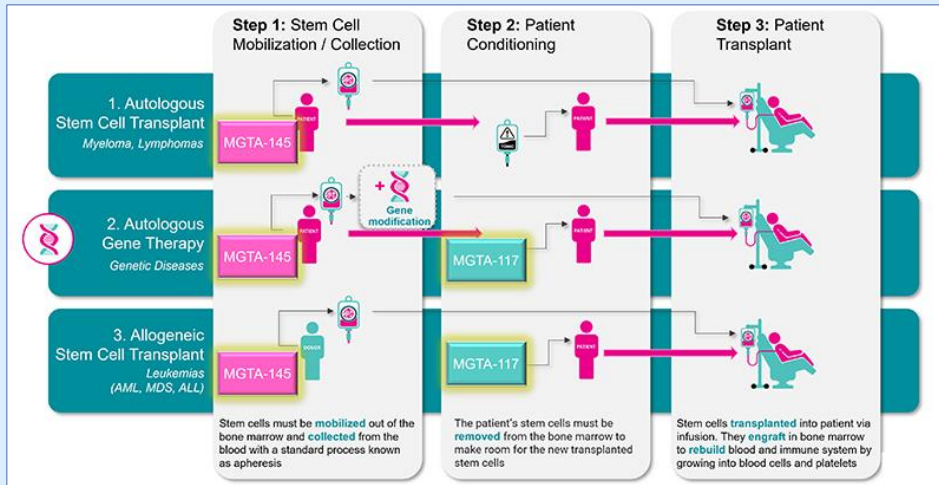 Step 1: Stem Cell
Mobilization / Collection
Step 2: Patient
Conditioning
Step 3: Patient
Transplant
1. Autologous
Stem Cell Transplant
Myeloma, Lymphomas
MGTA-145
PATIENT
TOXIC
PATIENT
2. Autologous
Gene Therapy
Genetic Diseases
MGTA-145
PATIENT
+
Gene
modification
MGTA-117
PATIENT
3. Allogeneic
Stem Cell Transplant
Leukemias
(AML, MDS, ALL)
MGTA-145
DONOR
MGTA-117
PATIENT
Stem cells must be mobilized out of the
bone marrow and collected from the
blood with a standard process known
as apheresis
The patient's stem cells must be
removed from the bone marrow to
make room for the new transplanted
stem cells
Stem cells transplanted into patient via
infusion. They engraft in bone marrow
to rebuild blood and immune system by
growing into blood cells and platelets